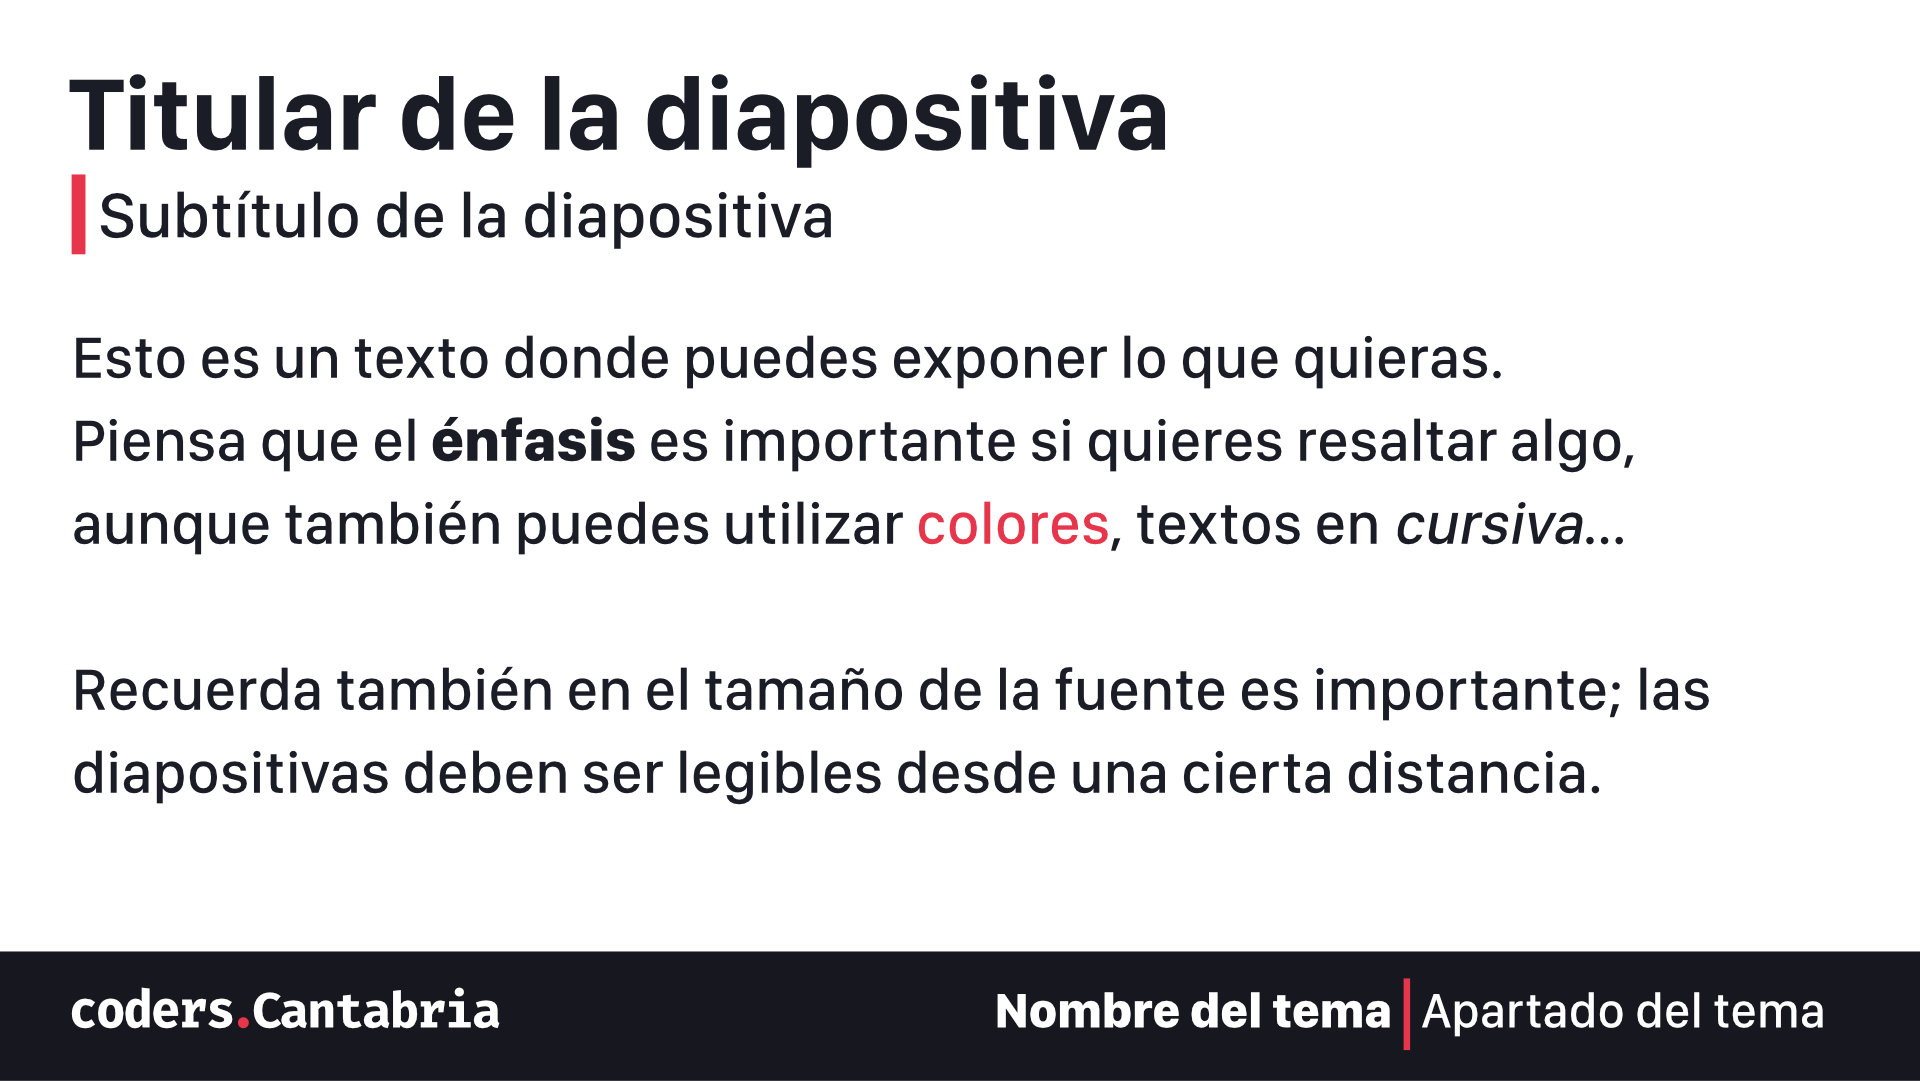 Titular de la diapositiva
Subtítulo de la diapositiva
Esto es un texto donde puedes exponer lo que quieras.
Piensa que el énfasis es importante si quieres resaltar algo,
aunque también puedes utilizar colores, textos en cursiva...
Recuerda también en el tamaño de la fuente es importante; las
diapositivas deben ser legibles desde una cierta distancia.
coders.Cantabria
Nombre del tema Apartado del tema